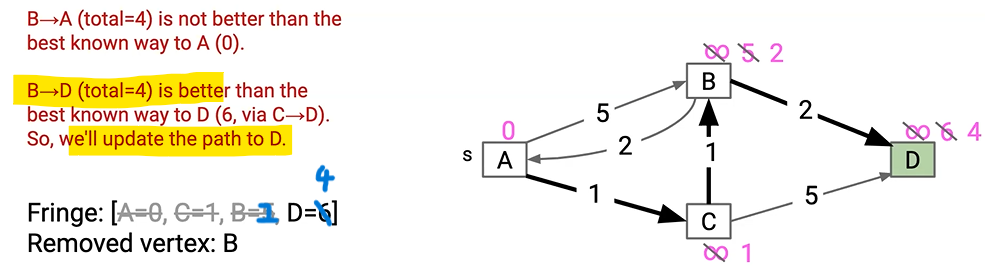 B→A (total=4) is not better than the
best known way to A (0).
B→D (total=4) is better than the
best known way to D (6, via C→D).
So, we'll update the path to D.
4
Fringe: [A=0, C=1, B=1, D=6]
Removed vertex: B
∞ 5 2
B
5
2
2
0
s
A
∞ 6 4
D
1
1
5
C
∞ 1